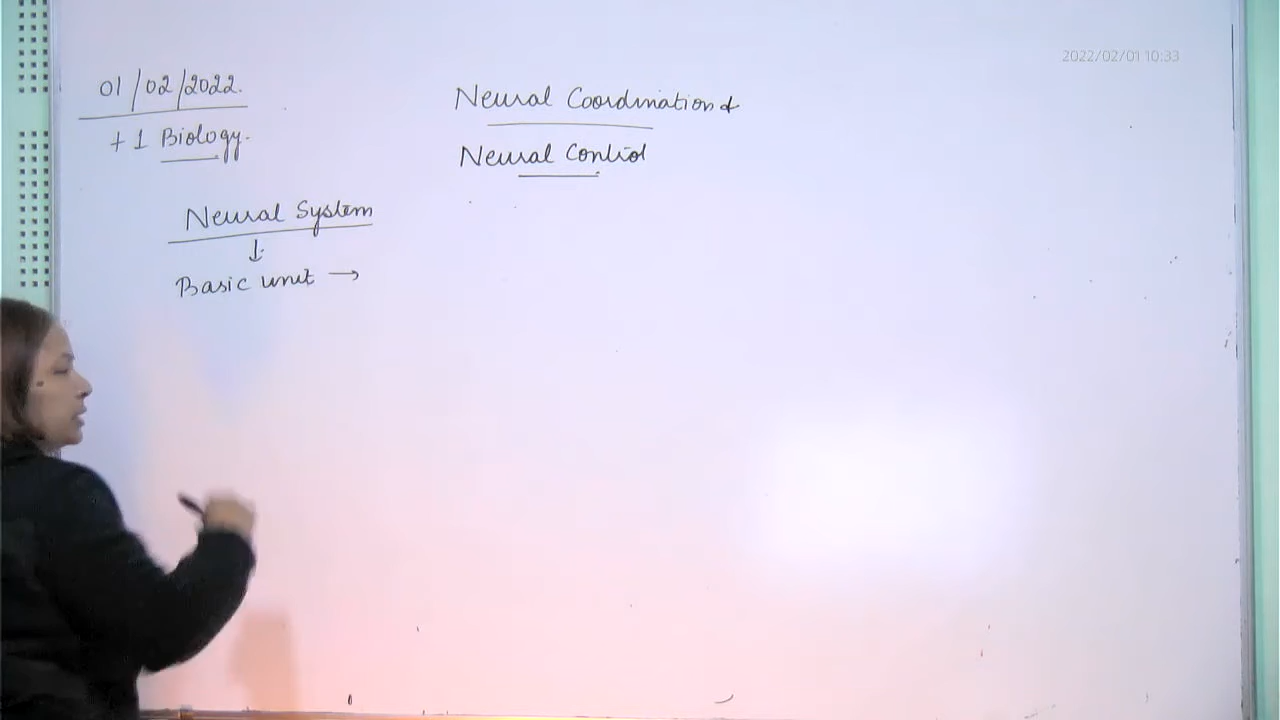 2022/02/01 10:33
01/02/2022.
+1 Biology.
Neural Coordination &
Neural Control
Neural System
↓
Basic unit →